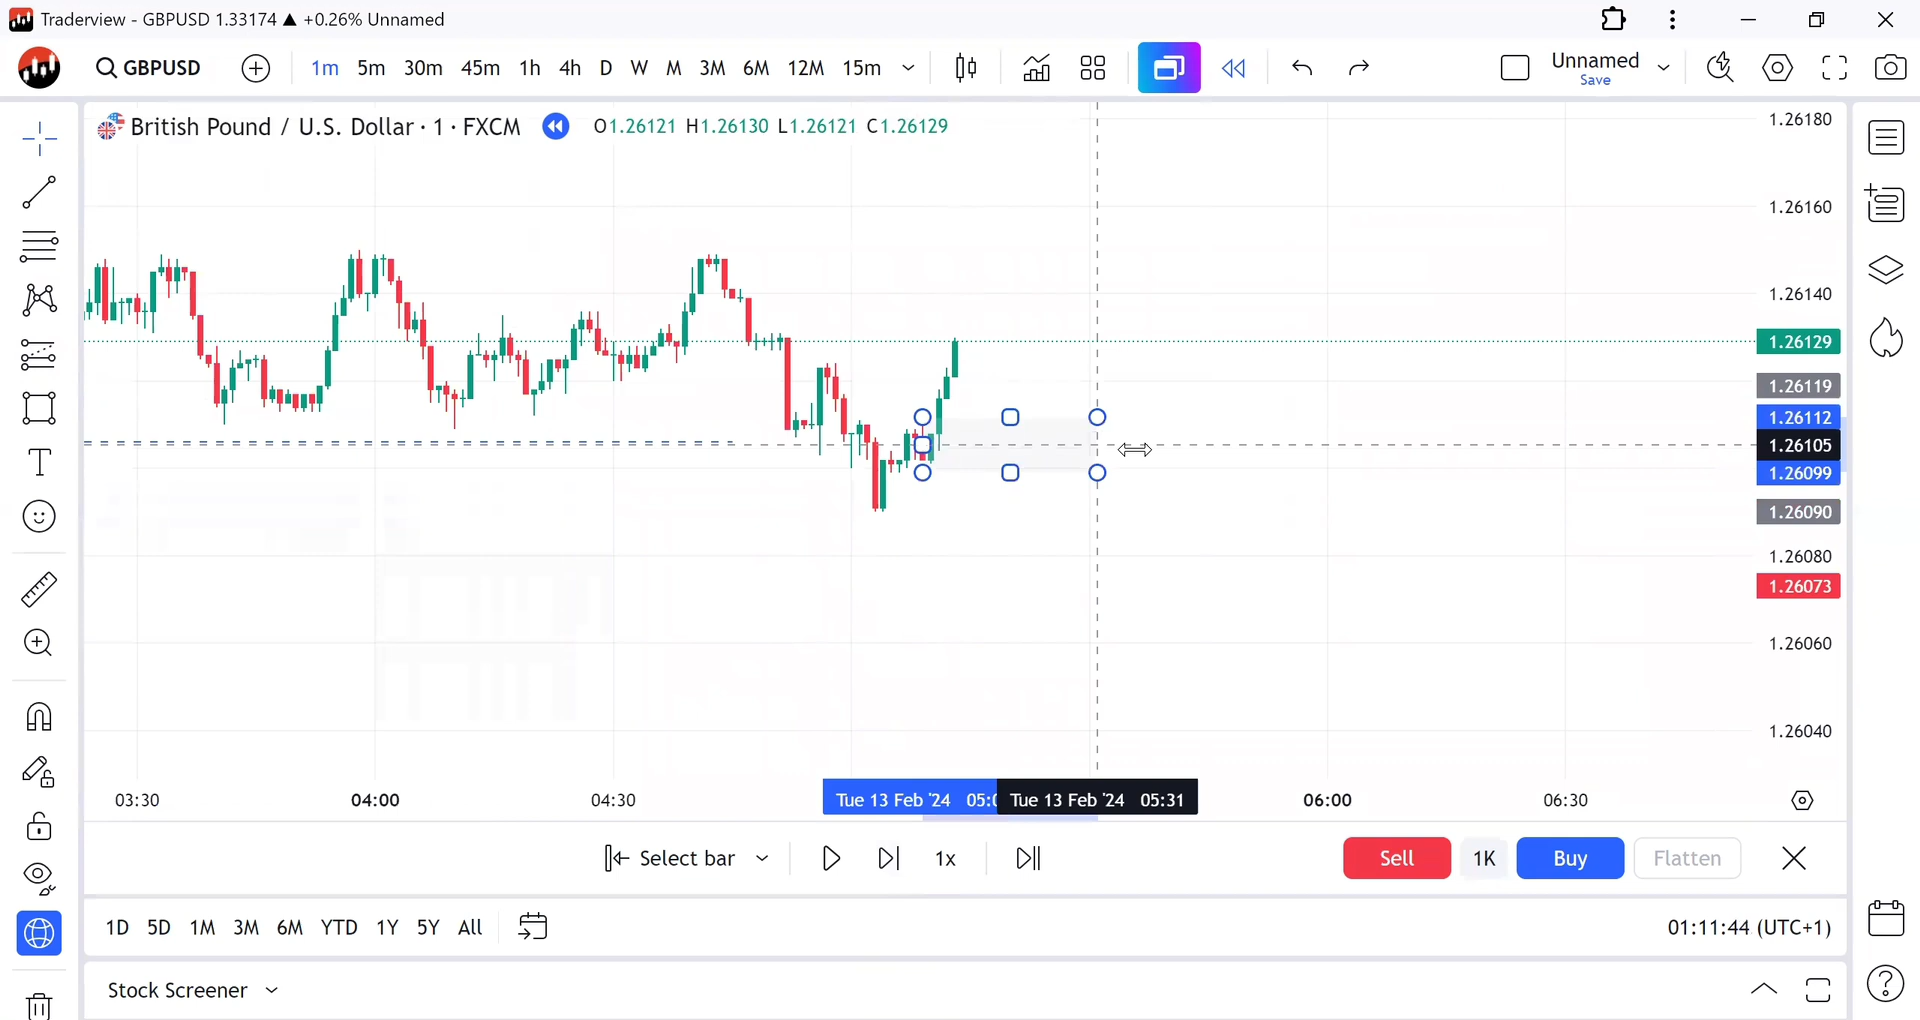 Traderview - GBPUSD 1.33174 ▲ +0.26% Unnamed
GBPUSD 1m 5m 30m 45m 1h 4h D W M 3M 6M 12M 15m Unnamed
Save
British Pound / U.S. Dollar · 1 · FXCM O1.26121 H1.26130 L1.26121 C1.26129
1.26180
1.26160
1.26140
1.26129
1.26119
1.26112
1.26105
1.26099
1.26090
1.26080
1.26073
1.26060
1.26040
03:30 04:00 04:30 Tue 13 Feb '24 Tue 13 Feb '24 05:31 06:00 06:30
Select bar 1x Sell 1K Buy Flatten
1D 5D 1M 3M 6M YTD 1Y 5Y All 01:11:44 (UTC+1)
Stock Screener